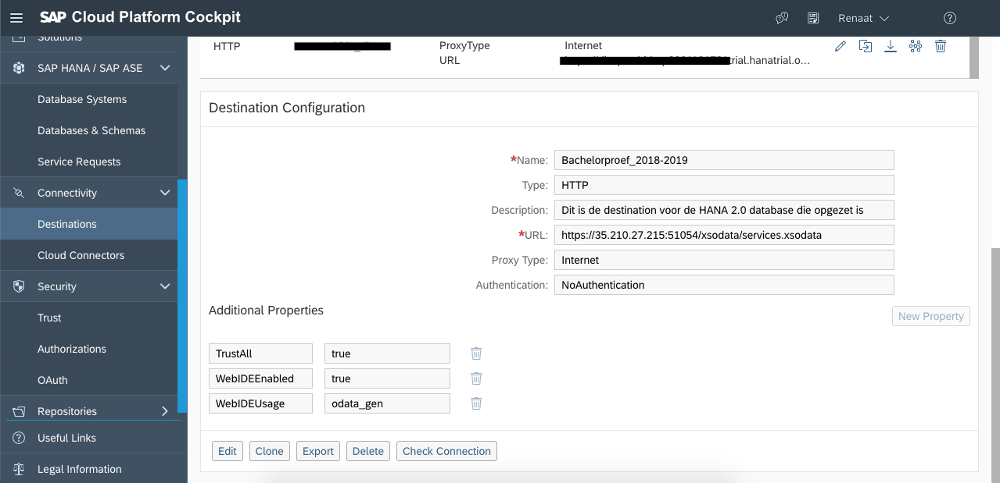 SAP Cloud Platform Cockpit
Renaat
Solutions
SAP HANA / SAP ASE
Database Systems
Databases & Schemas
Service Requests
Connectivity
Destinations
Cloud Connectors
Security
Trust
Authorizations
OAuth
Repositories
Useful Links
Legal Information
HTTP
ProxyType
Internet
URL
trial.hanatrial.o...
Destination Configuration
*Name: Bachelorproef_2018-2019
Type: HTTP
Description: Dit is de destination voor de HANA 2.0 database die opgezet is
*URL: https://35.210.27.215:51054/xsodata/services.xsodata
Proxy Type: Internet
Authentication: NoAuthentication
Additional Properties
New Property
TrustAll true
WebIDEEnabled true
WebIDEUsage odata_gen
Edit Clone Export Delete Check Connection